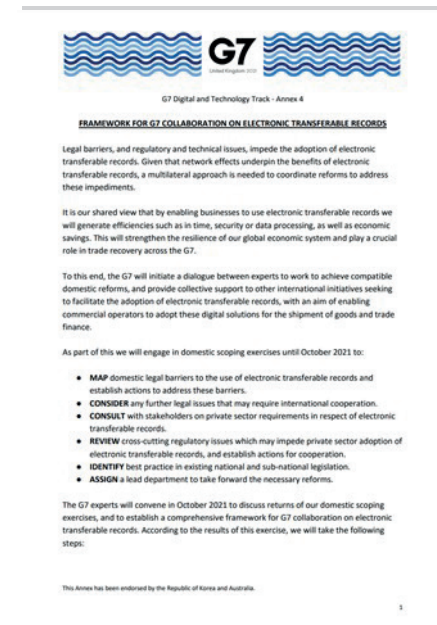 G7
United Kingdom 2021
G7 Digital and Technology Track - Annex 4
FRAMEWORK FOR G7 COLLABORATION ON ELECTRONIC TRANSFERABLE RECORDS
Legal barriers, and regulatory and technical issues, impede the adoption of electronic
transferable records. Given that network effects underpin the benefits of electronic
transferable records, a multilateral approach is needed to coordinate reforms to address
these impediments.
It is our shared view that by enabling businesses to use electronic transferable records we
will generate efficiencies such as in time, security or data processing, as well as economic
savings. This will strengthen the resilience of our global economic system and play a crucial
role in trade recovery across the G7.
To this end, the G7 will initiate a dialogue between experts to work to achieve compatible
domestic reforms, and provide collective support to other international initiatives seeking
to facilitate the adoption of electronic transferable records, with an aim of enabling
commercial operators to adopt these digital solutions for the shipment of goods and trade
finance.
As part of this we will engage in domestic scoping exercises until October 2021 to:
● MAP domestic legal barriers to the use of electronic transferable records and
establish actions to address these barriers.
● CONSIDER any further legal issues that may require international cooperation.
● CONSULT with stakeholders on private sector requirements in respect of electronic
transferable records.
● REVIEW cross-cutting regulatory issues which may impede private sector adoption of
electronic transferable records, and establish actions for cooperation.
● IDENTIFY best practice in existing national and sub-national legislation.
● ASSIGN a lead department to take forward the necessary reforms.
The G7 experts will convene in October 2021 to discuss returns of our domestic scoping
exercises, and to establish a comprehensive framework for G7 collaboration on electronic
transferable records. According to the results of this exercise, we will take the following
steps:
This Annex has been endorsed by the Republic of Korea and Australia.
1